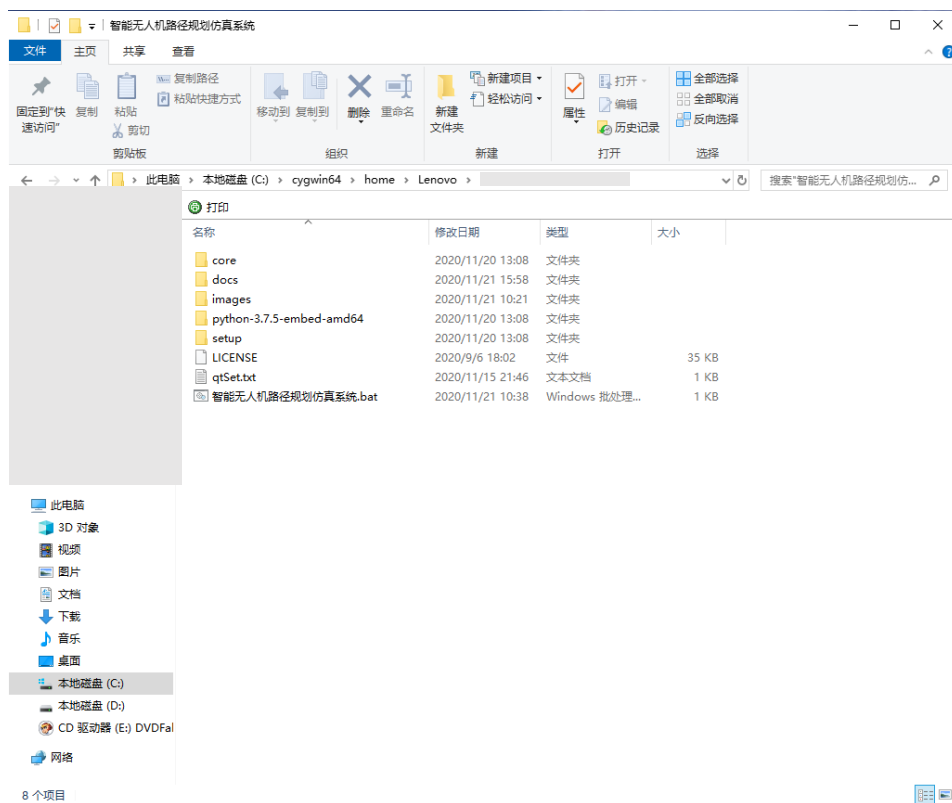 智能无人机路径规划仿真系统
文件 主页 共享 查看
固定到"快速访问"
复制
粘贴
复制路径
粘贴快捷方式
剪切
剪贴板
移动到 复制到 删除 重命名
组织
新建文件夹
新建项目
轻松访问
新建
属性
打开
编辑
历史记录
打开
全部选择
全部取消
反向选择
选择
此电脑 › 本地磁盘 (C:) › cygwin64 › home › Lenovo ›
搜索"智能无人机路径规划仿...
打印
名称 修改日期 类型 大小
core 2020/11/20 13:08 文件夹
docs 2020/11/21 15:58 文件夹
images 2020/11/21 10:21 文件夹
python-3.7.5-embed-amd64 2020/11/20 13:08 文件夹
setup 2020/11/20 13:08 文件夹
LICENSE 2020/9/6 18:02 文件 35 KB
qtSet.txt 2020/11/15 21:46 文本文档 1 KB
智能无人机路径规划仿真系统.bat 2020/11/21 10:38 Windows 批处理... 1 KB
此电脑
3D 对象
视频
图片
文档
下载
音乐
桌面
本地磁盘 (C:)
本地磁盘 (D:)
CD 驱动器 (E:) DVDFal
网络
8 个项目